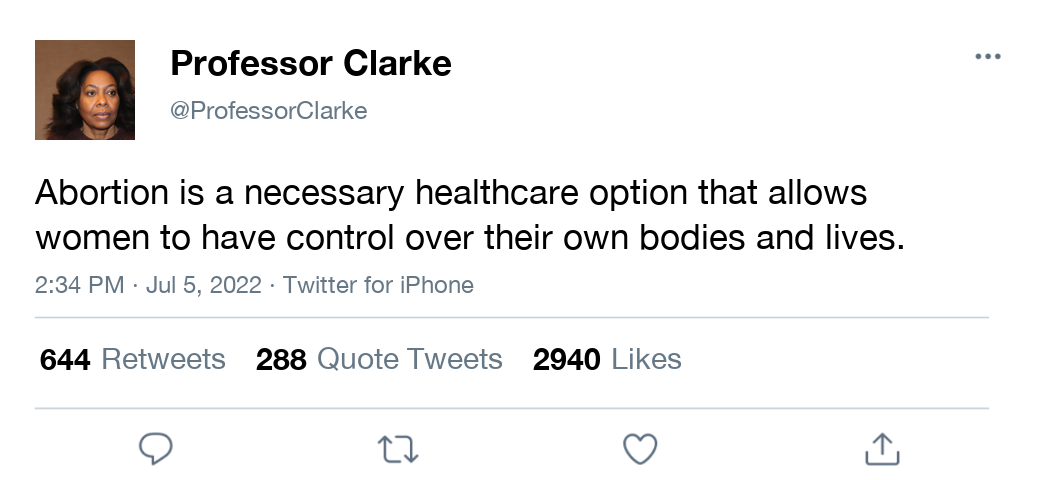 Professor Clarke
@ProfessorClarke
Abortion is a necessary healthcare option that allows
women to have control over their own bodies and lives.
2:34 PM · Jul 5, 2022 · Twitter for iPhone
644 Retweets 288 Quote Tweets 2940 Likes